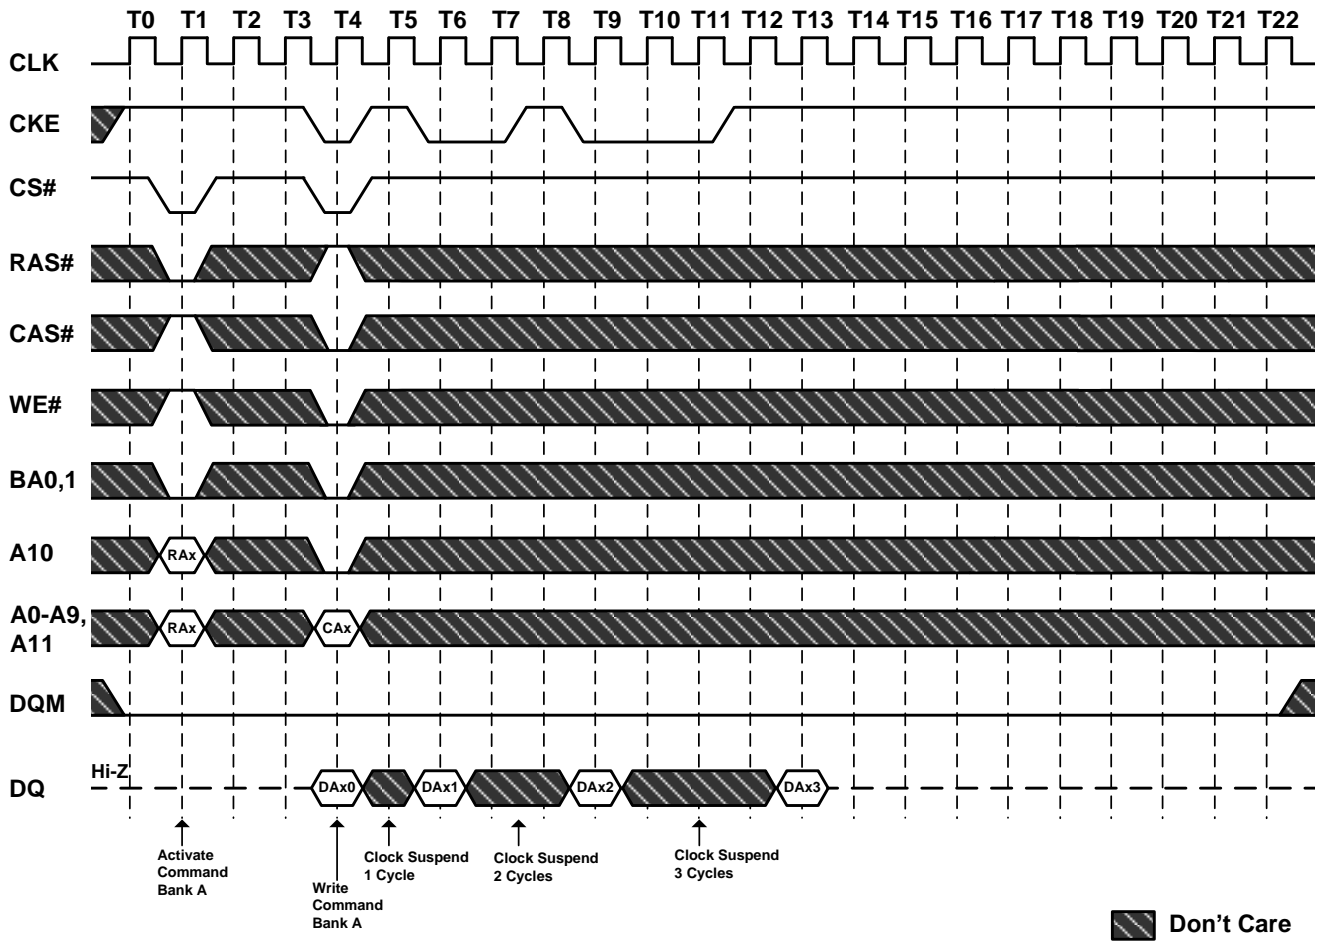 T0 T1 T2 T3 T4 T5 T6 T7 T8 T9 T10 T11 T12 T13 T14 T15 T16 T17 T18 T19 T20 T21 T22
CLK
CKE
CS#
RAS#
CAS#
WE#
BA0,1
A10
RAx
A0-A9,
A11
RAx
CAx
DQM
Hi-Z
DQ
DAx0
DAx1
DAx2
DAx3
Activate
Command
Bank A
Write
Command
Bank A
Clock Suspend
1 Cycle
Clock Suspend
2 Cycles
Clock Suspend
3 Cycles
Don't Care